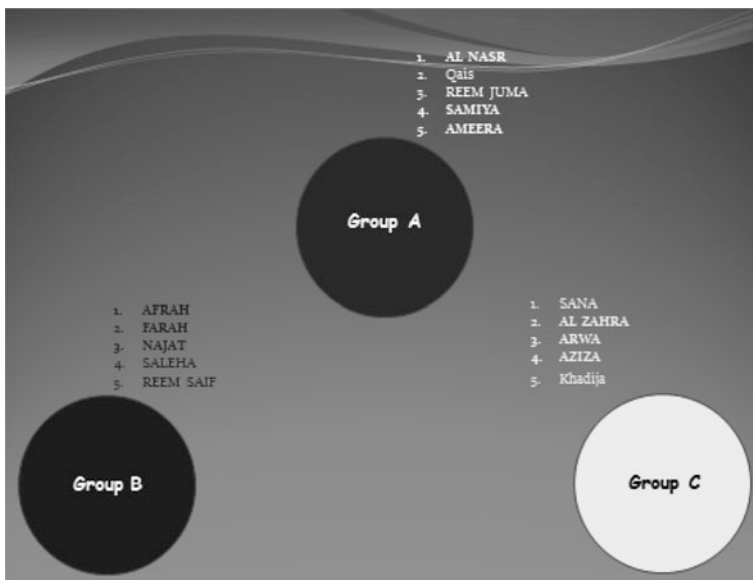 1. AL NASR
2. Qais
3. REEM JUMA
4. SAMIYA
5. AMEERA
Group A
1. AFRAH
2. FARAH
3. NAJAT
4. SALEHA
5. REEM SAIF
Group B
1. SANA
2. AL ZAHRA
3. ARWA
4. AZIZA
5. Khadija
Group C